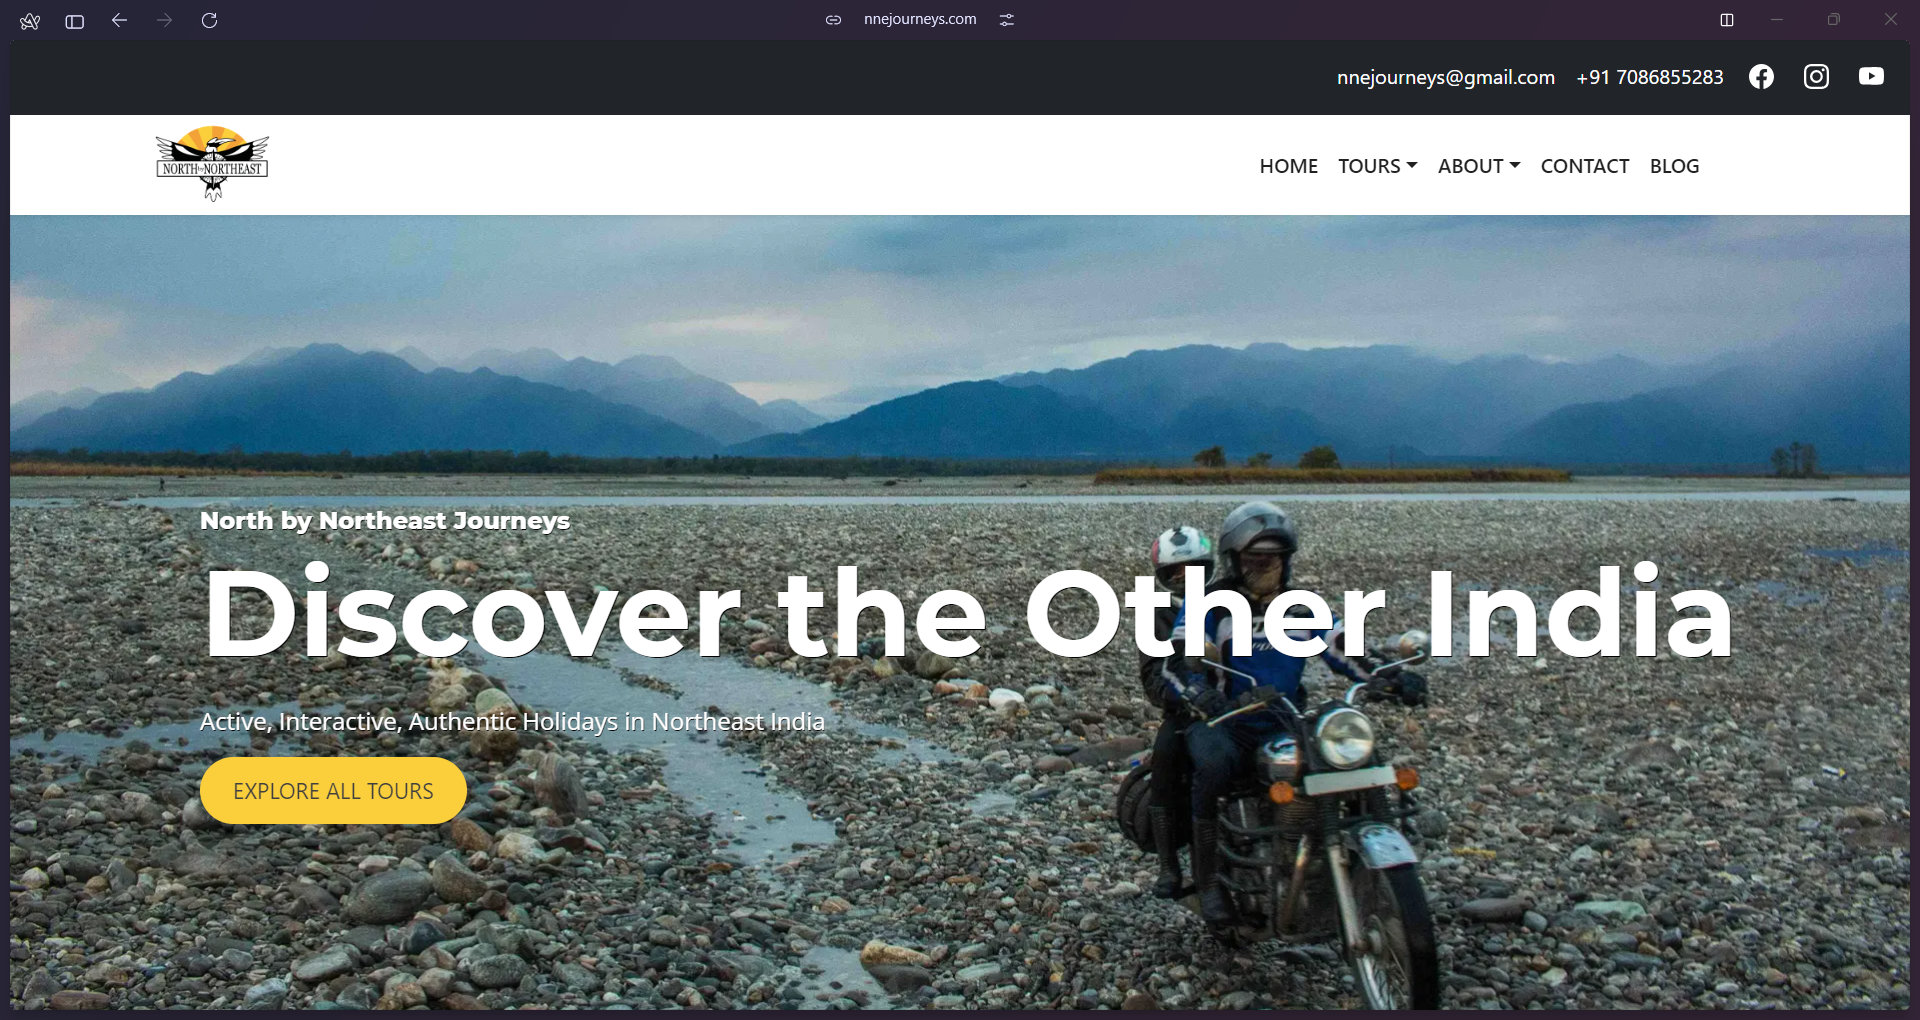 nnejourneys.com
nnejourneys@gmail.com +91 7086855283
NORTH by NORTHEAST
HOME TOURS ABOUT CONTACT BLOG
North by Northeast Journeys
Discover the Other India
Active, Interactive, Authentic Holidays in Northeast India
EXPLORE ALL TOURS